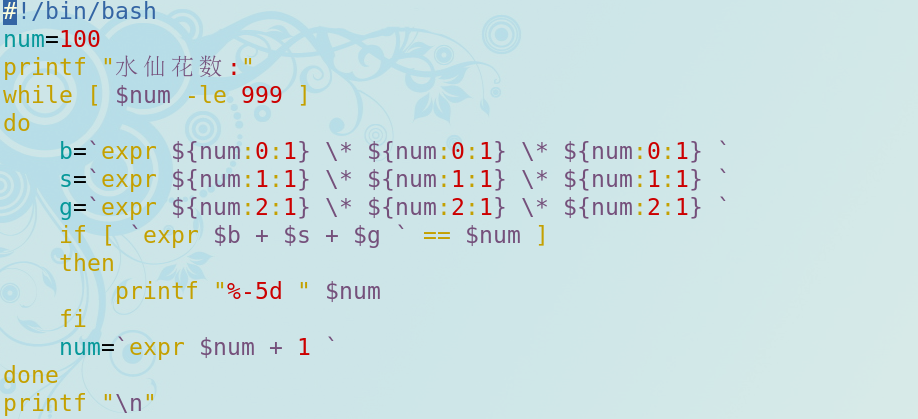 #!/bin/bash
num=100
printf "水仙花数:"
while [ $num -le 999 ]
do
    b=`expr ${num:0:1} \* ${num:0:1} \* ${num:0:1} `
    s=`expr ${num:1:1} \* ${num:1:1} \* ${num:1:1} `
    g=`expr ${num:2:1} \* ${num:2:1} \* ${num:2:1} `
    if [ `expr $b + $s + $g ` == $num ]
    then
        printf "%-5d " $num
    fi
    num=`expr $num + 1 `
done
printf "\n"